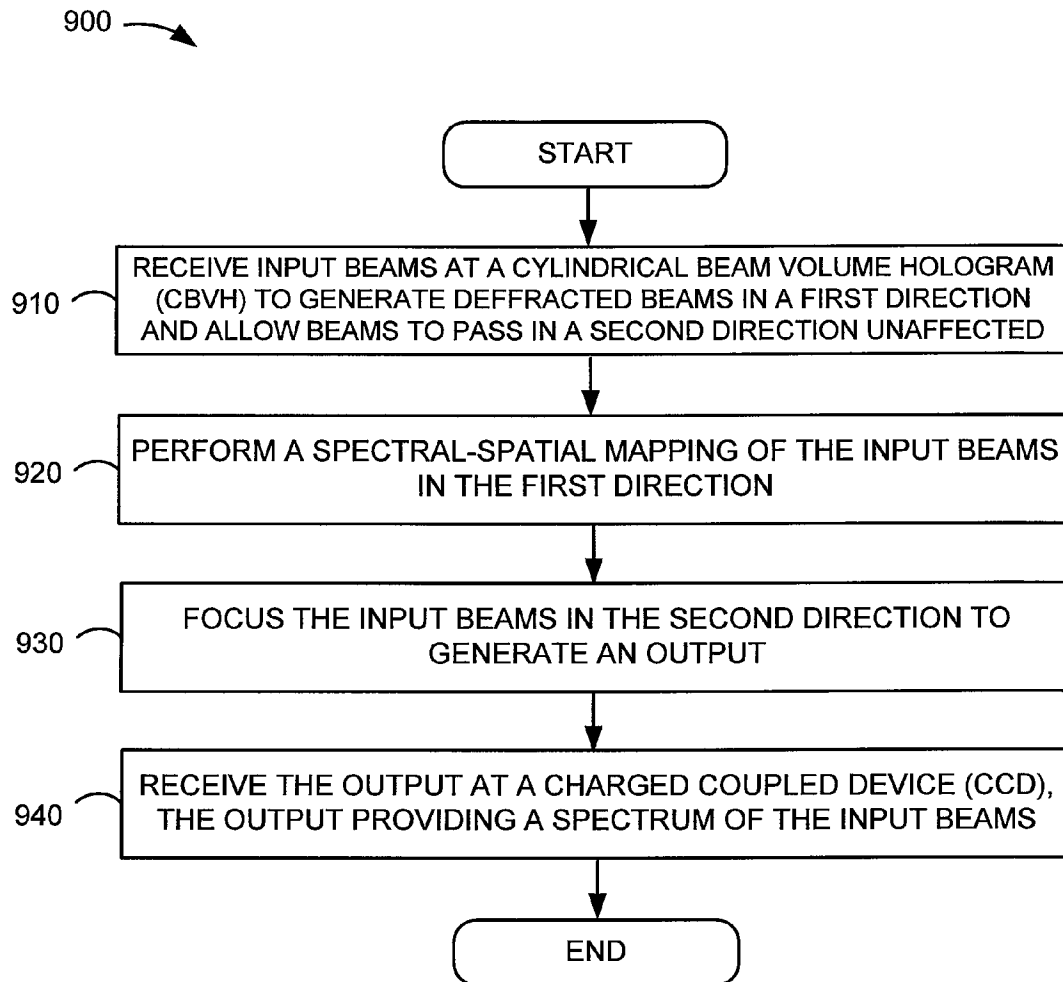 900
START
910
RECEIVE INPUT BEAMS AT A CYLINDRICAL BEAM VOLUME HOLOGRAM
(CBVH) TO GENERATE DEFFRACTED BEAMS IN A FIRST DIRECTION
AND ALLOW BEAMS TO PASS IN A SECOND DIRECTION UNAFFECTED
920
PERFORM A SPECTRAL-SPATIAL MAPPING OF THE INPUT BEAMS
IN THE FIRST DIRECTION
930
FOCUS THE INPUT BEAMS IN THE SECOND DIRECTION TO
GENERATE AN OUTPUT
940
RECEIVE THE OUTPUT AT A CHARGED COUPLED DEVICE (CCD),
THE OUTPUT PROVIDING A SPECTRUM OF THE INPUT BEAMS
END